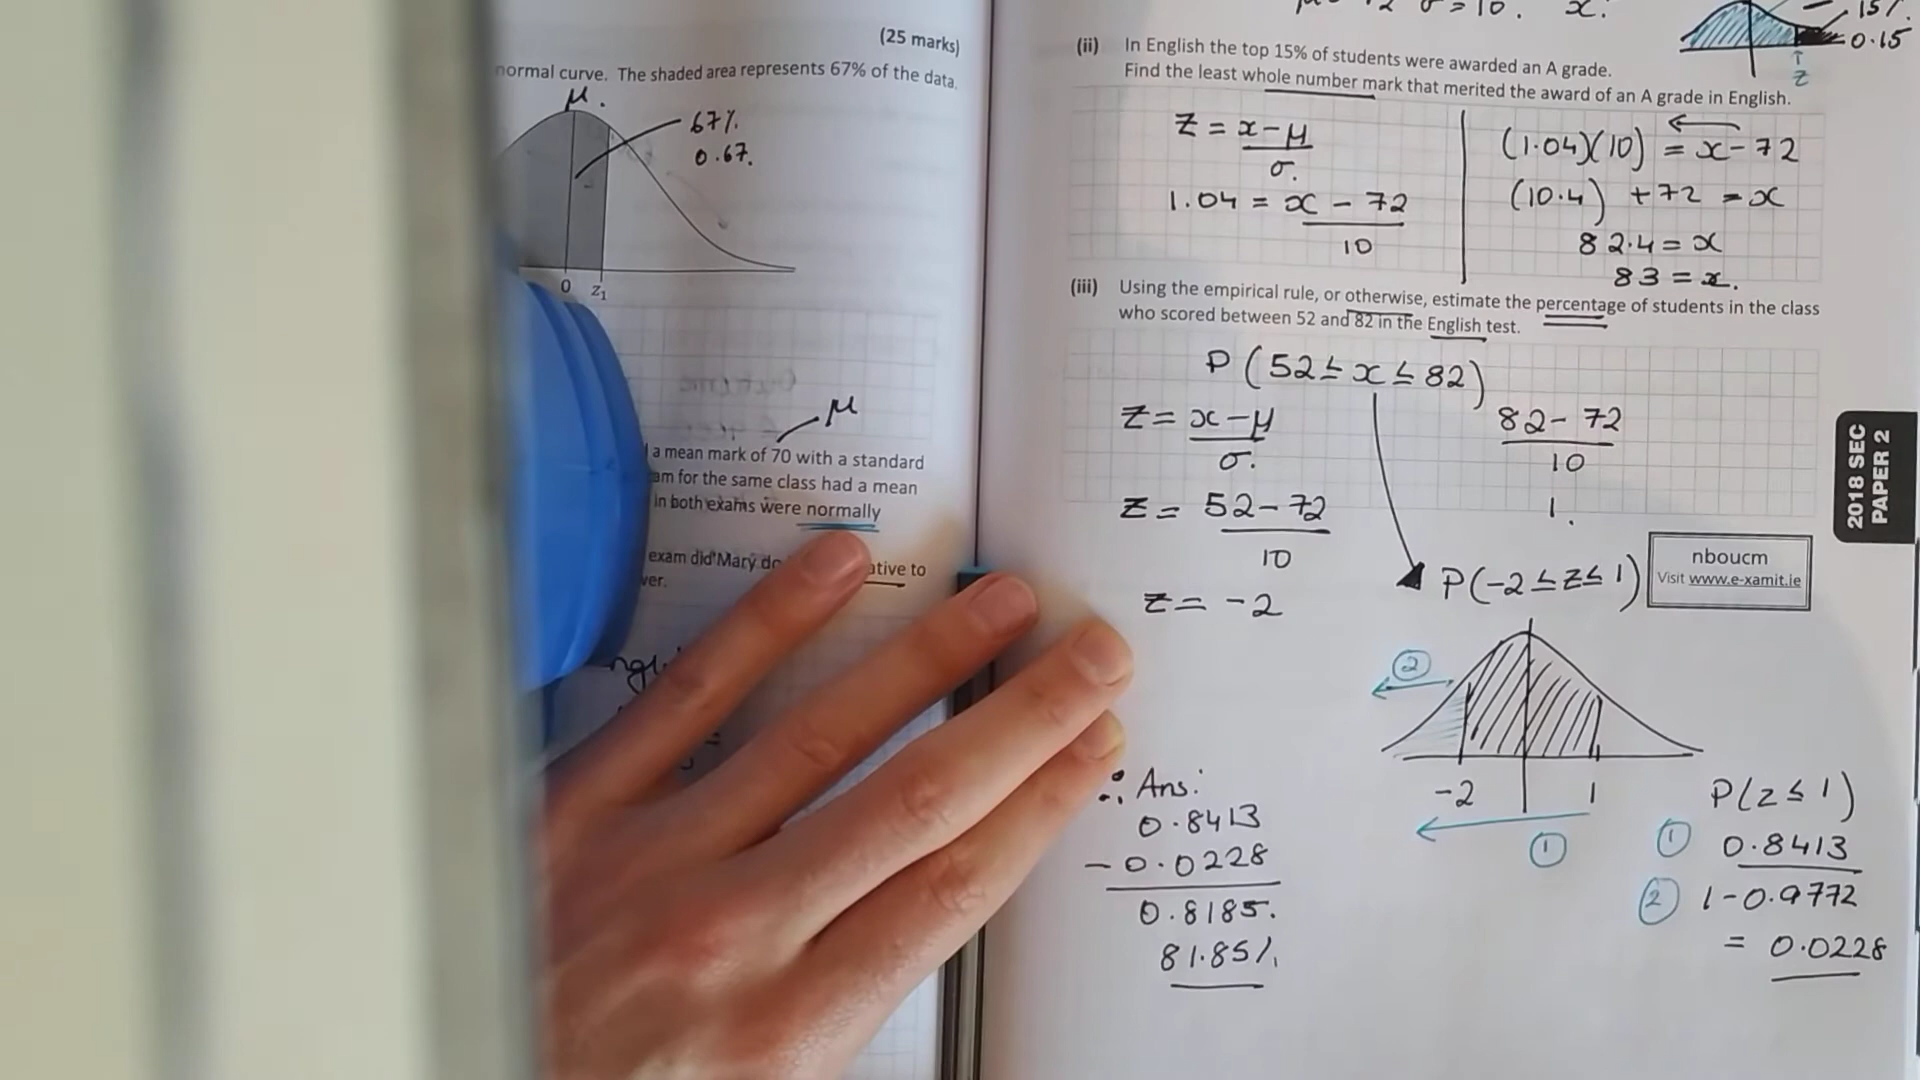 (25 marks)
normal curve. The shaded area represents 67% of the data.
μ.
67%
0.67.
0 z₁
μ
a mean mark of 70 with a standard
am for the same class had a mean
in both exams were normally
exam did Mary do
ative to
ver.
σ = 10. x.
15%.
0.15
z
(ii) In English the top 15% of students were awarded an A grade.
Find the least whole number mark that merited the award of an A grade in English.
z = x - μ
σ.
1.04 = x - 72
10
(1.04)(10) = x - 72
(10.4) + 72 = x
82.4 = x
83 = x.
(iii) Using the empirical rule, or otherwise, estimate the percentage of students in the class
who scored between 52 and 82 in the English test.
P(52 ≤ x ≤ 82)
z = x - μ
σ.
z = 52 - 72
10
z = -2
82 - 72
10
1.
P(-2 ≤ z ≤ 1)
nboucm
Visit www.e-xamit.ie
2018 SEC
PAPER 2
②
-2 1
①
P(z ≤ 1)
① 0.8413
② 1 - 0.9772
= 0.0228
∴ Ans:
0.8413
- 0.0228
0.8185.
81.85%